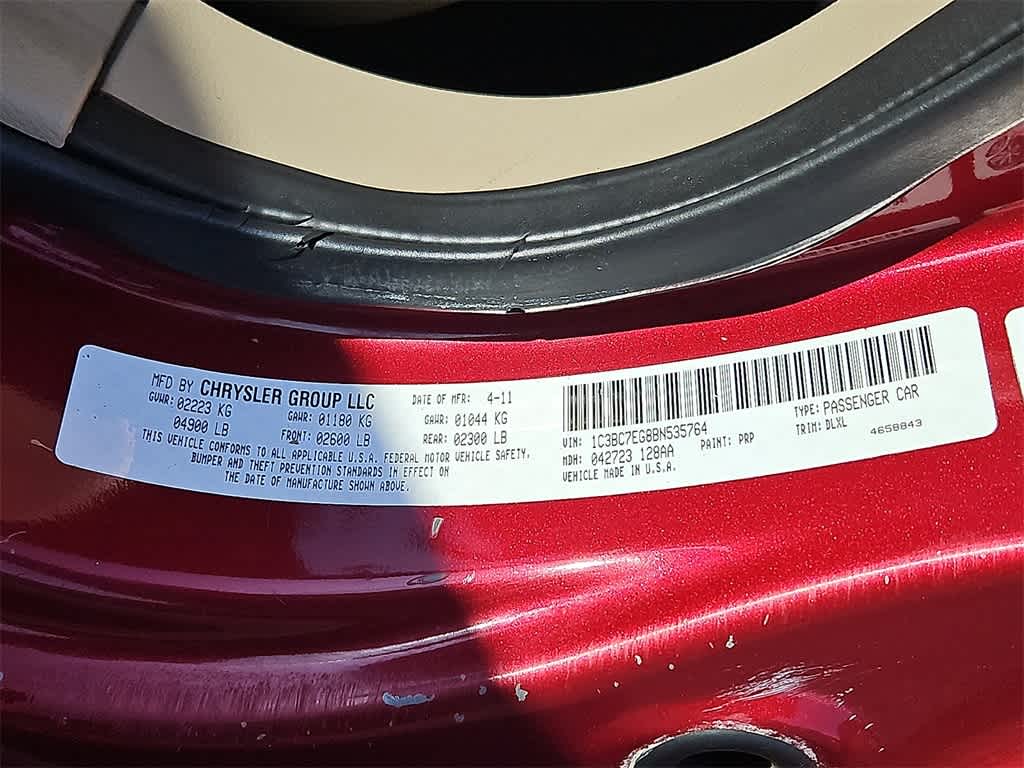 MFD BY CHRYSLER GROUP LLC
DATE OF MFR: 4-11
GVWR: 02223 KG
GAWR: 01180 KG
GAWR: 01044 KG
04900 LB
FRONT: 02600 LB
REAR: 02300 LB
THIS VEHICLE CONFORMS TO ALL APPLICABLE U.S.A. FEDERAL MOTOR VEHICLE SAFETY,
BUMPER AND THEFT PREVENTION STANDARDS IN EFFECT ON
THE DATE OF MANUFACTURE SHOWN ABOVE.
VIN: 1C3BC7EG8BN535764
TYPE: PASSENGER CAR
MDH: 042723 128AA
PAINT: PRP
TRIM: DLXL
4658843
VEHICLE MADE IN U.S.A.